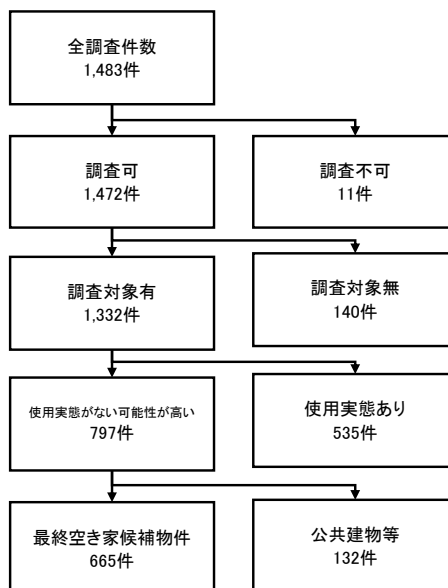 全調査件数
1,483件
調査可
1,472件
調査不可
11件
調査対象有
1,332件
調査対象無
140件
使用実態がない可能性が高い
797件
使用実態あり
535件
最終空き家候補物件
665件
公共建物等
132件